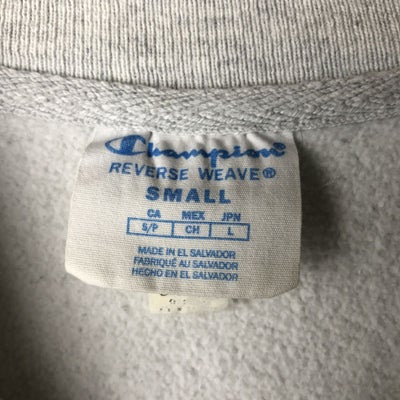 Champion
REVERSE WEAVE®
SMALL
CA MEX JPN
S/P CH L
MADE IN EL SALVADOR
FABRIQUÉ AU SALVADOR
HECHO EN EL SALVADOR